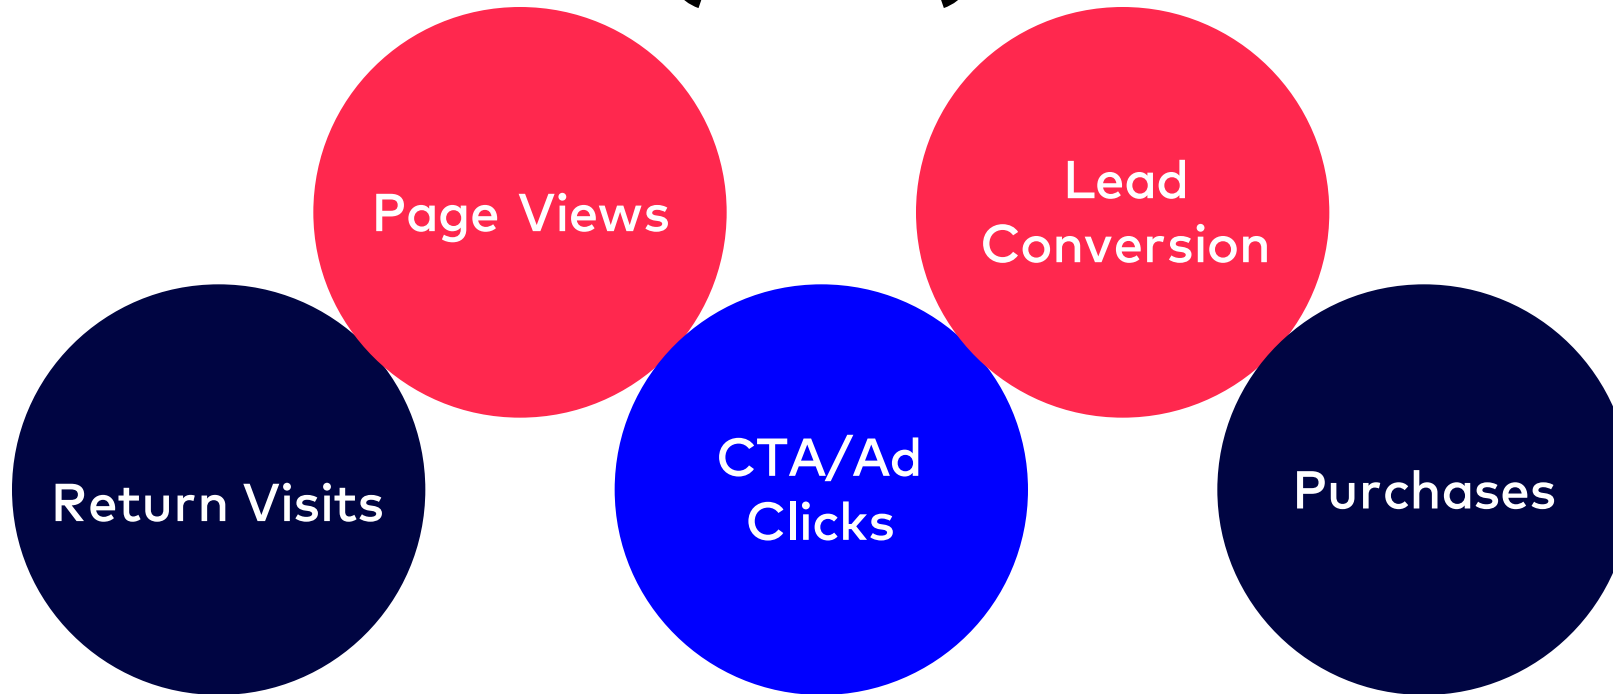 Page Views
Lead
Conversion
Return Visits
CTA/Ad
Clicks
Purchases